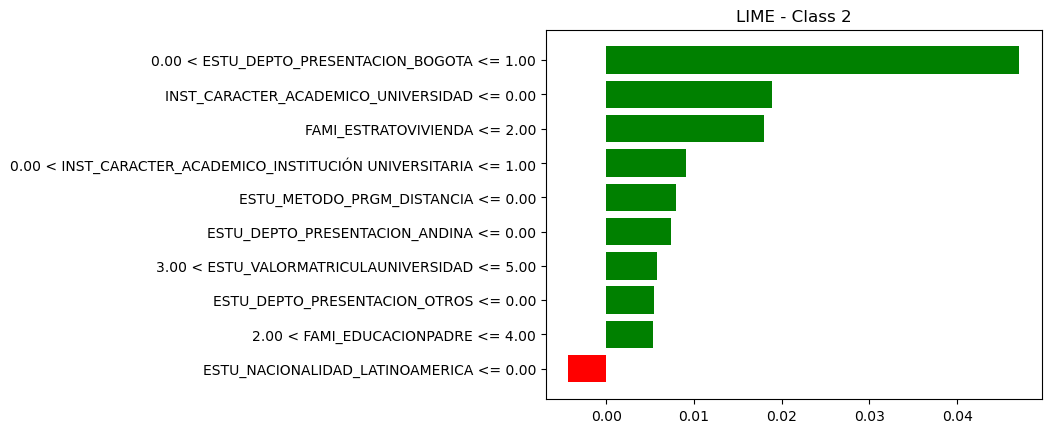 LIME - Class 2
0.00 < ESTU_DEPTO_PRESENTACION_BOGOTA <= 1.00
INST_CARACTER_ACADEMICO_UNIVERSIDAD <= 0.00
FAMI_ESTRATOVIVIENDA <= 2.00
0.00 < INST_CARACTER_ACADEMICO_INSTITUCIÓN UNIVERSITARIA <= 1.00
ESTU_METODO_PRGM_DISTANCIA <= 0.00
ESTU_DEPTO_PRESENTACION_ANDINA <= 0.00
3.00 < ESTU_VALORMATRICULAUNIVERSIDAD <= 5.00
ESTU_DEPTO_PRESENTACION_OTROS <= 0.00
2.00 < FAMI_EDUCACIONPADRE <= 4.00
ESTU_NACIONALIDAD_LATINOAMERICA <= 0.00
0.00 0.01 0.02 0.03 0.04